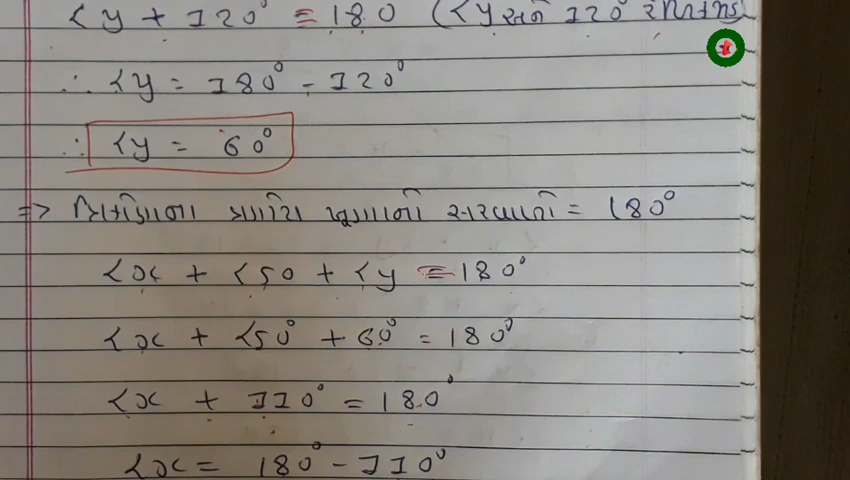 ∠y + 120° = 180 (∠y અને 120° રૈખિક
∴ ∠y = 180° - 120°
∴ ∠y = 60°
=> ત્રિકોણના ત્રણેય ખૂણાનો સરવાળો = 180°
∠x + ∠50 + ∠y = 180°
∠x + ∠50° + 60° = 180°
∠x + 110° = 180°
∠x = 180° - 110°